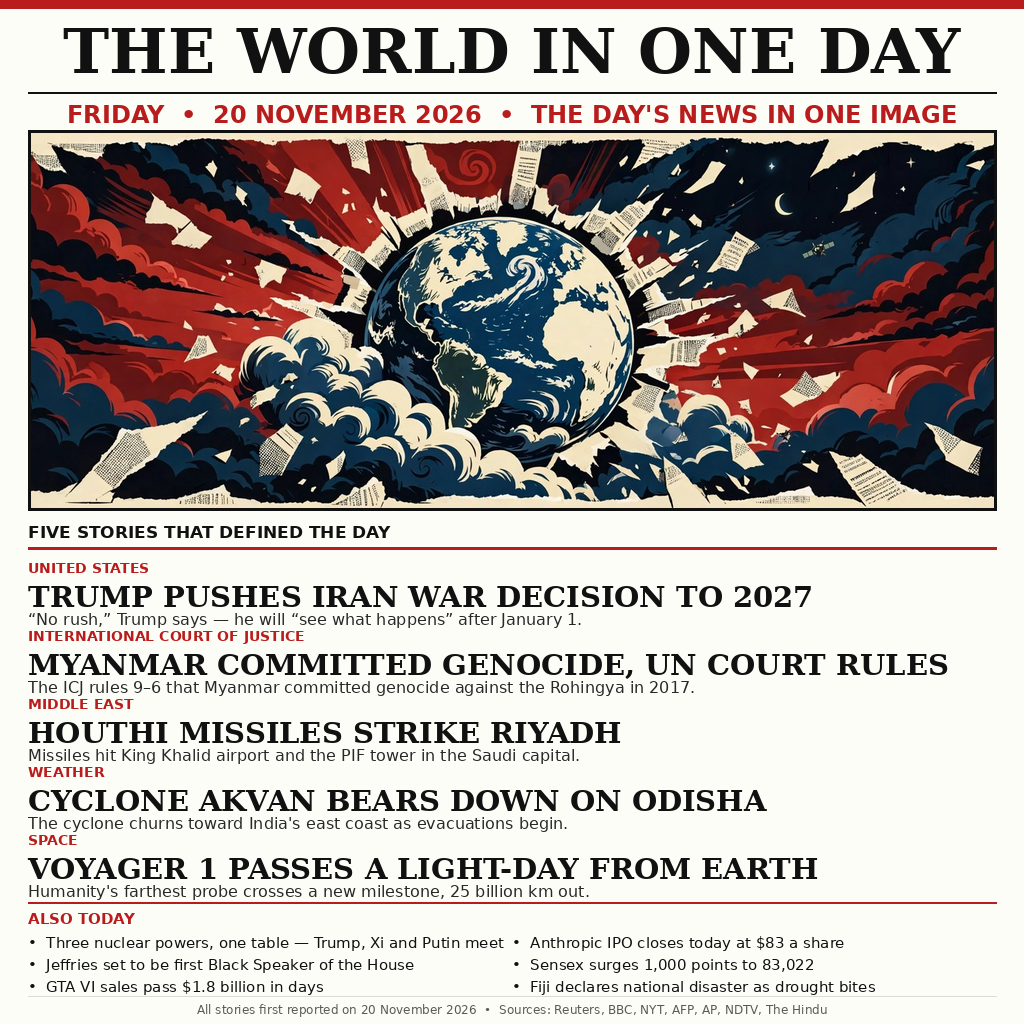 THE WORLD IN ONE DAY
FRIDAY • 20 NOVEMBER 2026 • THE DAY'S NEWS IN ONE IMAGE
FIVE STORIES THAT DEFINED THE DAY
UNITED STATES
TRUMP PUSHES IRAN WAR DECISION TO 2027
“No rush,” Trump says — he will “see what happens” after January 1.
INTERNATIONAL COURT OF JUSTICE
MYANMAR COMMITTED GENOCIDE, UN COURT RULES
The ICJ rules 9–6 that Myanmar committed genocide against the Rohingya in 2017.
MIDDLE EAST
HOUTHI MISSILES STRIKE RIYADH
Missiles hit King Khalid airport and the PIF tower in the Saudi capital.
WEATHER
CYCLONE AKVAN BEARS DOWN ON ODISHA
The cyclone churns toward India's east coast as evacuations begin.
SPACE
VOYAGER 1 PASSES A LIGHT-DAY FROM EARTH
Humanity's farthest probe crosses a new milestone, 25 billion km out.
ALSO TODAY
• Three nuclear powers, one table — Trump, Xi and Putin meet
• Jeffries set to be first Black Speaker of the House
• GTA VI sales pass $1.8 billion in days
• Anthropic IPO closes today at $83 a share
• Sensex surges 1,000 points to 83,022
• Fiji declares national disaster as drought bites
All stories first reported on 20 November 2026 • Sources: Reuters, BBC, NYT, AFP, AP, NDTV, The Hindu